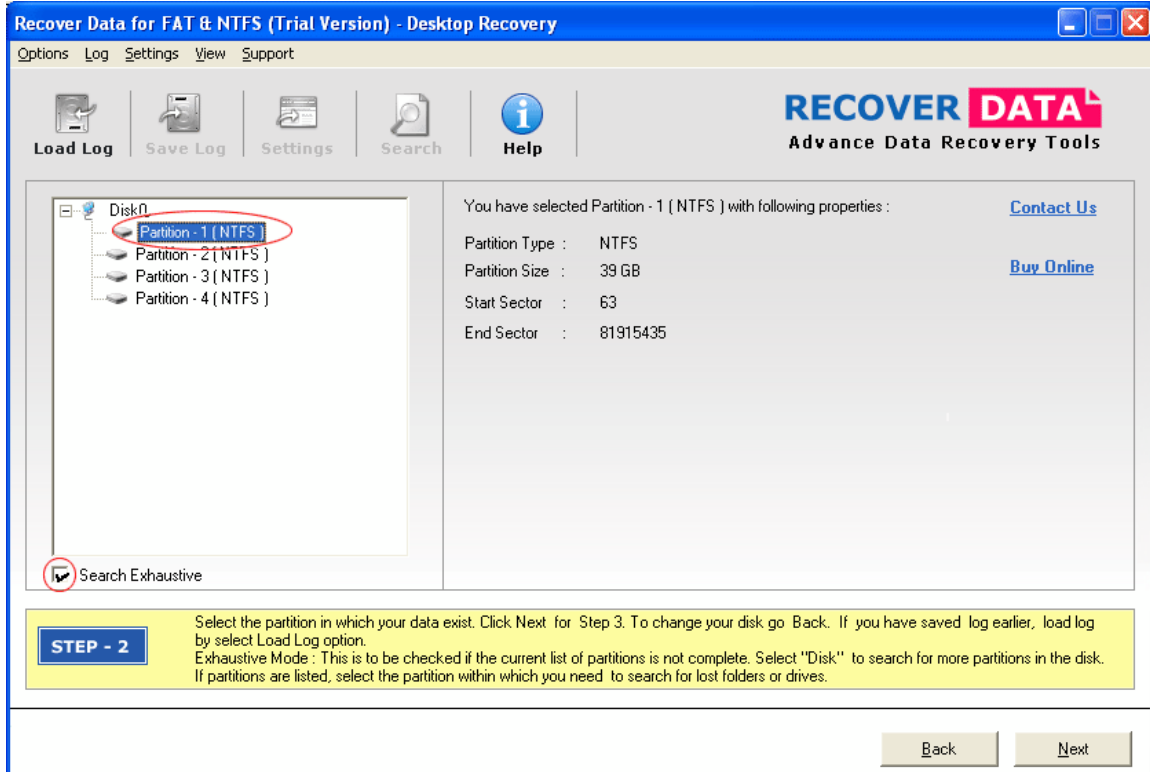 Recover Data for FAT & NTFS (Trial Version) - Desktop Recovery
Options Log Settings View Support
Load Log
Save Log
Settings
Search
Help
RECOVER DATA
Advance Data Recovery Tools
Disk0
Partition - 1 ( NTFS )
Partition - 2 ( NTFS )
Partition - 3 ( NTFS )
Partition - 4 ( NTFS )
Search Exhaustive
You have selected Partition - 1 ( NTFS ) with following properties :
Partition Type : NTFS
Partition Size : 39 GB
Start Sector : 63
End Sector : 81915435
Contact Us
Buy Online
STEP - 2
Select the partition in which your data exist. Click Next for Step 3. To change your disk go Back. If you have saved log earlier, load log
by select Load Log option.
Exhaustive Mode : This is to be checked if the current list of partitions is not complete. Select "Disk" to search for more partitions in the disk.
If partitions are listed, select the partition within which you need to search for lost folders or drives.
Back
Next